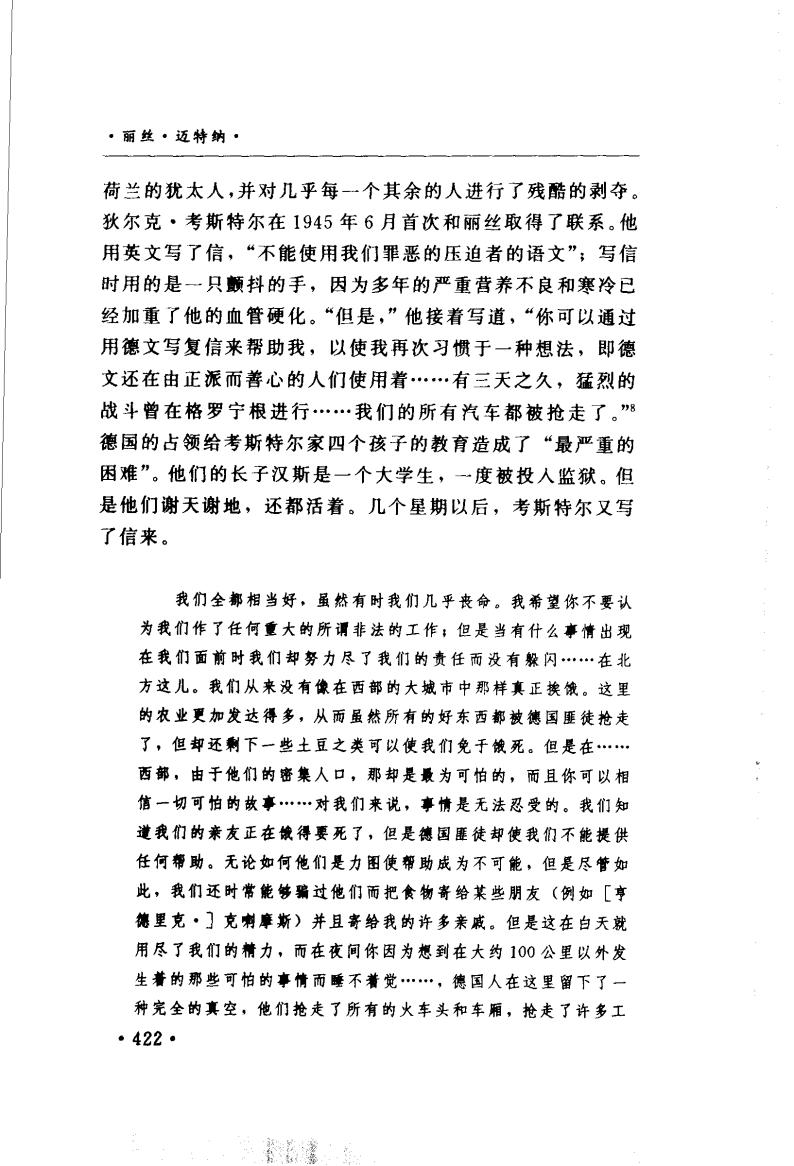 ·丽丝·迈特纳·
荷兰的犹太人，并对几乎每一个其余的人进行了残酷的剥夺。
狄尔克·考斯特尔在1945年6月首次和丽丝取得了联系。他
用英文写了信，“不能使用我们罪恶的压迫者的语文”；写信
时用的是一只颤抖的手，因为多年的严重营养不良和寒冷已
经加重了他的血管硬化。“但是，”他接着写道，“你可以通过
用德文写复信来帮助我，以使我再次习惯于一种想法，即德
文还在由正派而善心的人们使用着……有三天之久，猛烈的
战斗曾在格罗宁根进行……我们的所有汽车都被抢走了。”8
德国的占领给考斯特尔家四个孩子的教育造成了“最严重的
困难”。他们的长子汉斯是一个大学生，一度被投人监狱。但
是他们谢天谢地，还都活着。几个星期以后，考斯特尔又写
了信来。
我们全都相当好，虽然有时我们几乎丧命。我希望你不要认
为我们作了任何重大的所谓非法的工作；但是当有什么事情出现
在我们面前时我们却努力尽了我们的责任而没有躲闪……在北
方这儿。我们从来没有像在西部的大城市中那样真正挨饿。这里
的农业更加发达得多，从而虽然所有的好东西都被德国匪徒抢走
了，但却还剩下一些土豆之类可以使我们免于饿死。但是在……
西部，由于他们的密集人口，那却是最为可怕的，而且你可以相
信一切可怕的故事……对我们来说，事情是无法忍受的。我们知
道我们的亲友正在饿得要死了，但是德国匪徒却使我们不能提供
任何帮助。无论如何他们是力图使帮助成为不可能，但是尽管如
此，我们还时常能够骗过他们而把食物寄给某些朋友（例如［亨
德里克·］克喇摩斯）并且寄给我的许多亲戚。但是这在白天就
用尽了我们的精力，而在夜间你因为想到在大约100公里以外发
生着的那些可怕的事情而睡不着觉……，德国人在这里留下了一
种完全的真空，他们抢走了所有的火车头和车厢，抢走了许多工
·422·